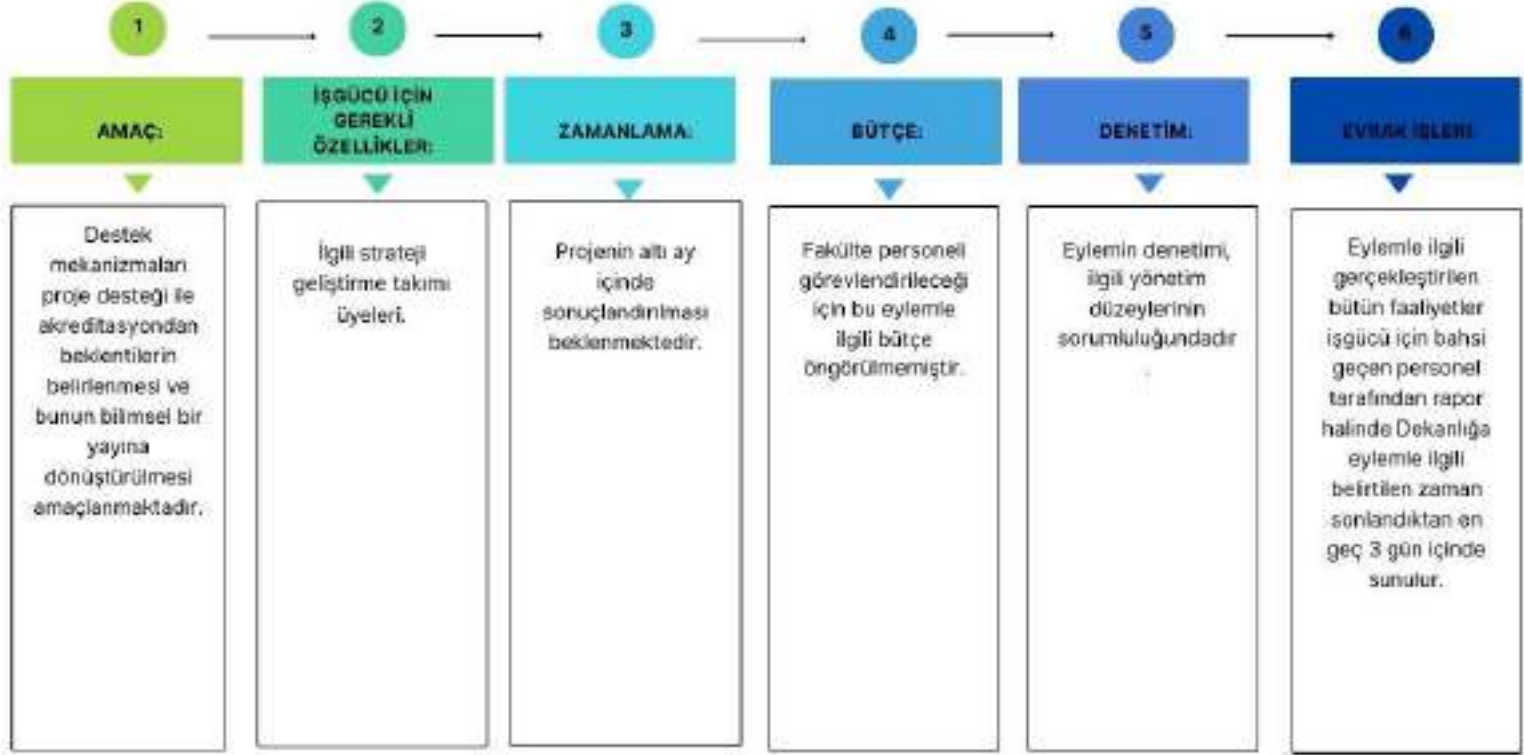 1
2
3
4
5
6
AMAÇ:
İŞGÜCÜ İÇİN
GEREKLİ
ÖZELLİKLER:
ZAMANLAMA:
BÜTÇE:
DENETİM:
EVRAK İŞLERİ:
Destek
mekanizmaları
proje desteği ile
akreditasyondan
beklentilerin
belirlenmesi ve
bunun bilimsel bir
yayına
dönüştürülmesi
amaçlanmaktadır.
İlgili strateji
geliştirme takımı
üyeleri.
Projenin altı ay
içinde
sonuçlandırılması
beklenmektedir.
Fakülte personeli
görevlendirileceği
için bu eylemle
ilgili bütçe
öngörülmemiştir.
Eylemin denetimi,
ilgili yönetim
düzeylerinin
sorumluluğundadır
.
Eylemle ilgili
gerçekleştirilen
bütün faaliyetler
işgücü için bahsi
geçen personel
tarafından rapor
halinde Dekanlığa
eylemle ilgili
belirtilen zaman
sonlandıktan en
geç 3 gün içinde
sunulur.